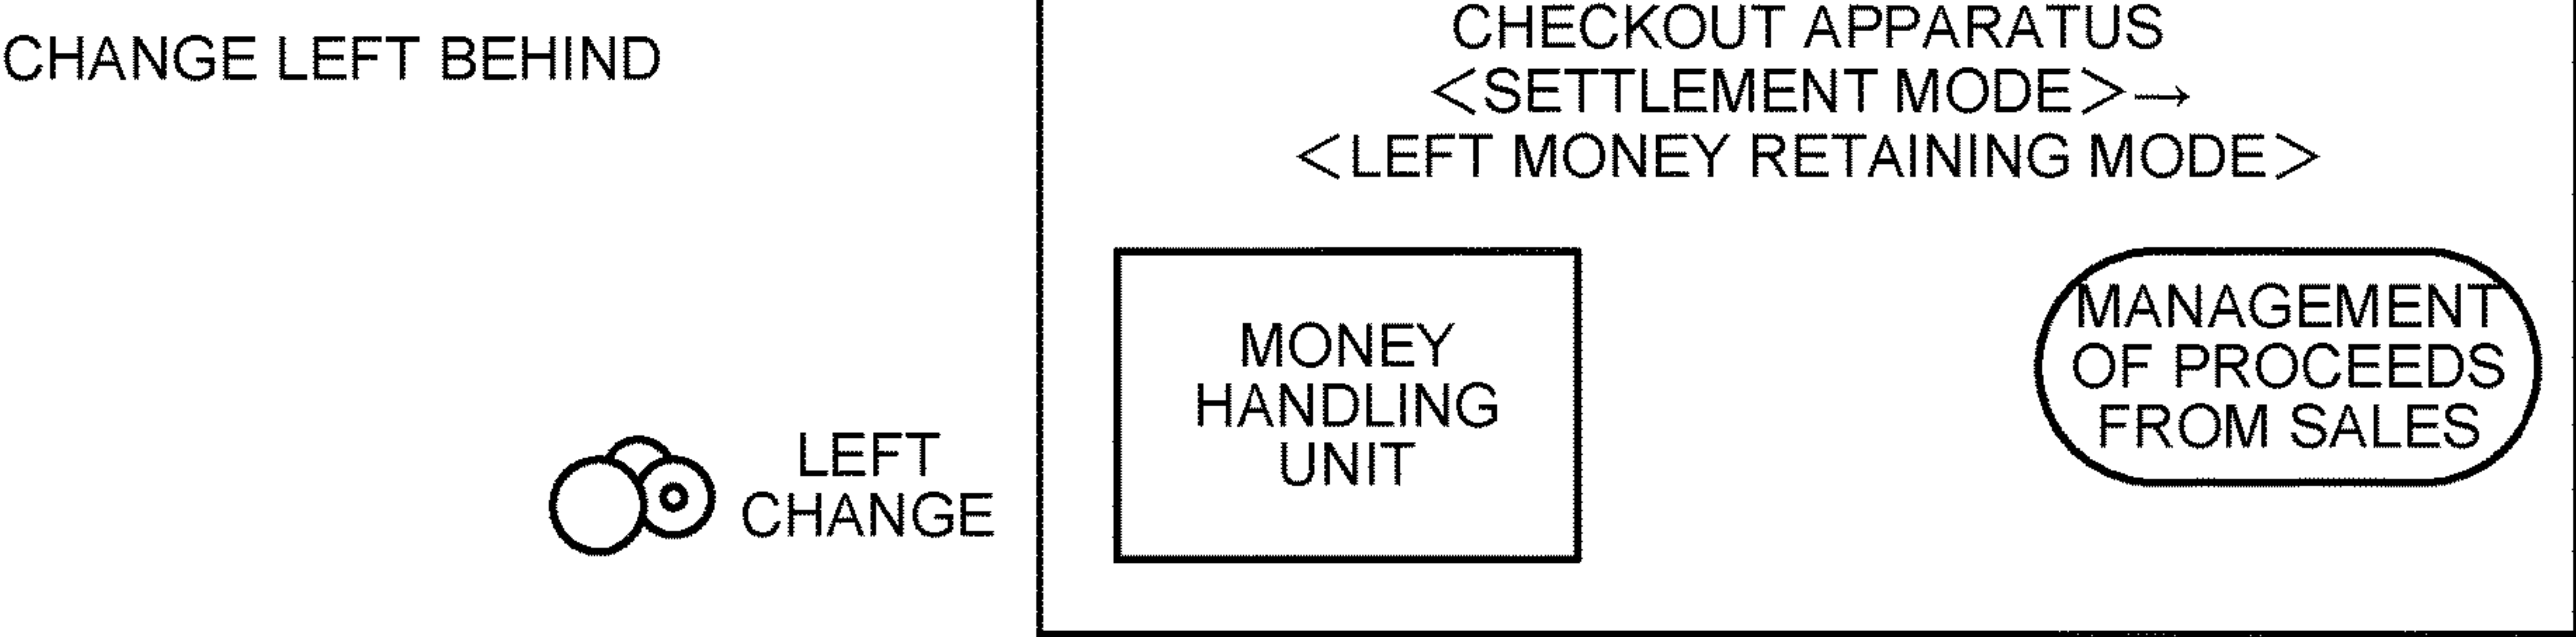 CHANGE LEFT BEHIND
CHECKOUT APPARATUS
<SETTLEMENT MODE>→
<LEFT MONEY RETAINING MODE>
MONEY
HANDLING
UNIT
MANAGEMENT
OF PROCEEDS
FROM SALES
LEFT
CHANGE